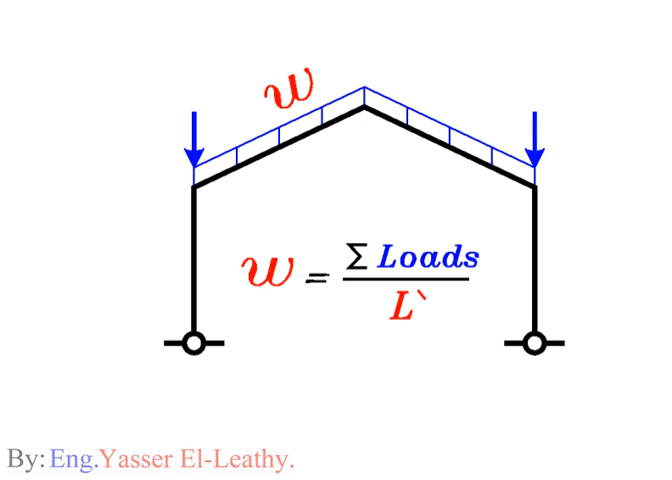 w
w = ∑ Loads
L`
By: Eng.Yasser El-Leathy.